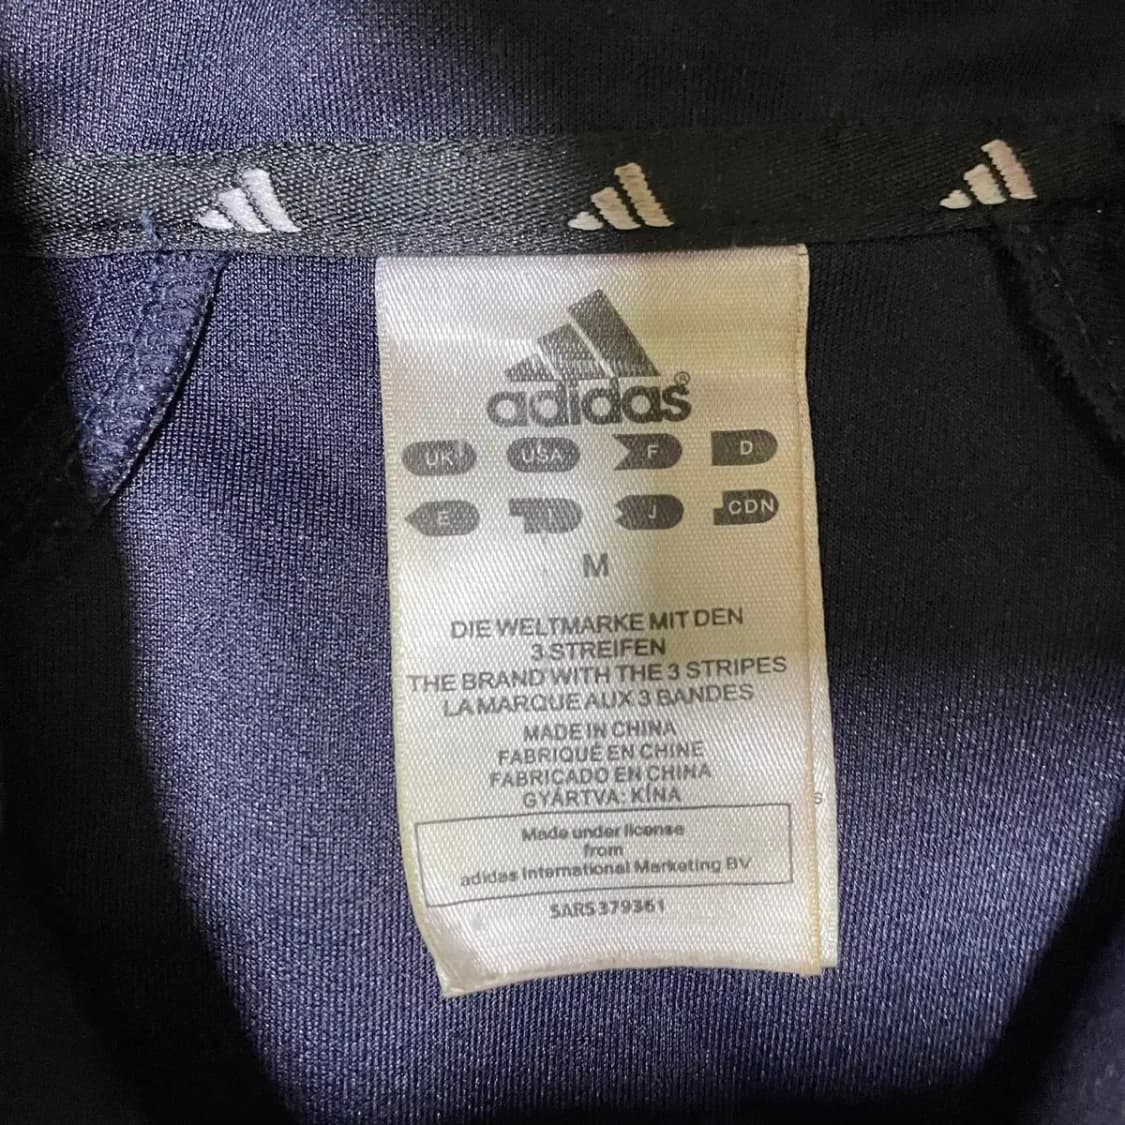 adidas®
UK USA F D
E I J CDN
M
DIE WELTMARKE MIT DEN
3 STREIFEN
THE BRAND WITH THE 3 STRIPES
LA MARQUE AUX 3 BANDES
MADE IN CHINA
FABRIQUÉ EN CHINE
FABRICADO EN CHINA
GYÁRTVA: KÍNA
Made under license
from
adidas International Marketing BV
SARS379361
S